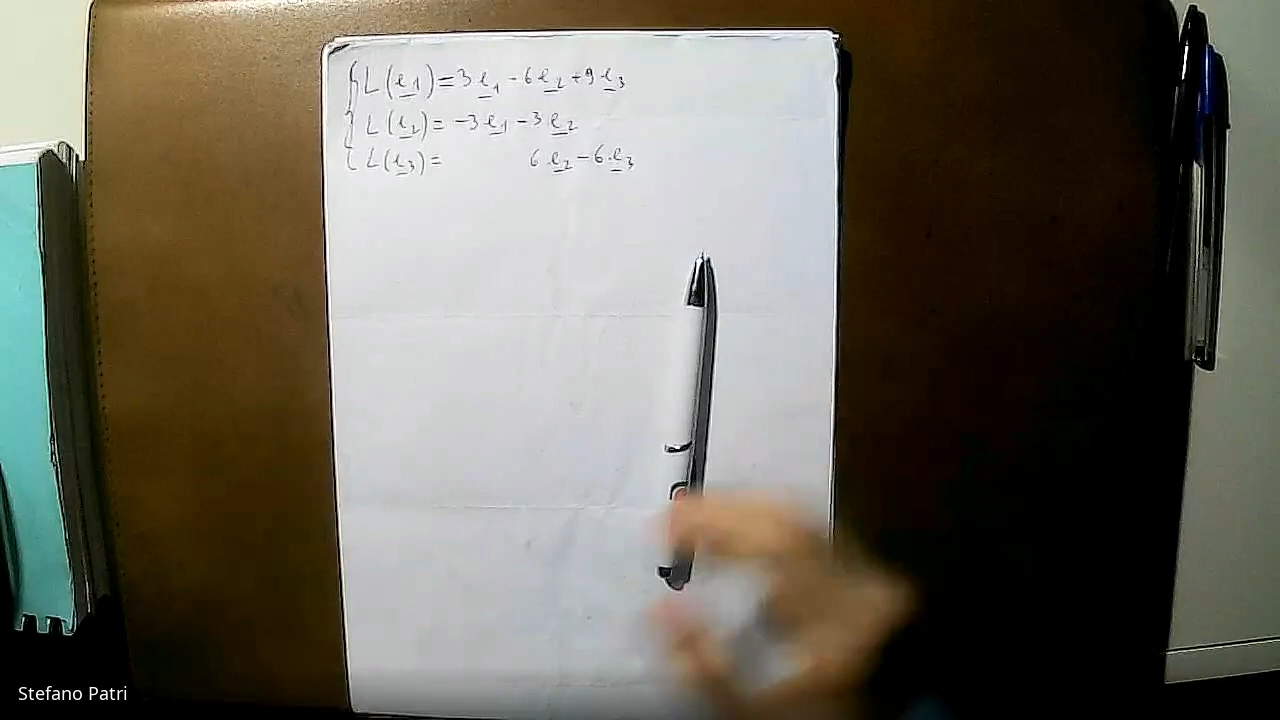 L(e1)=3e1-6e2+9e3
L(e2)=-3e1-3e2
L(e3)= 6e2-6e3
Stefano Patri